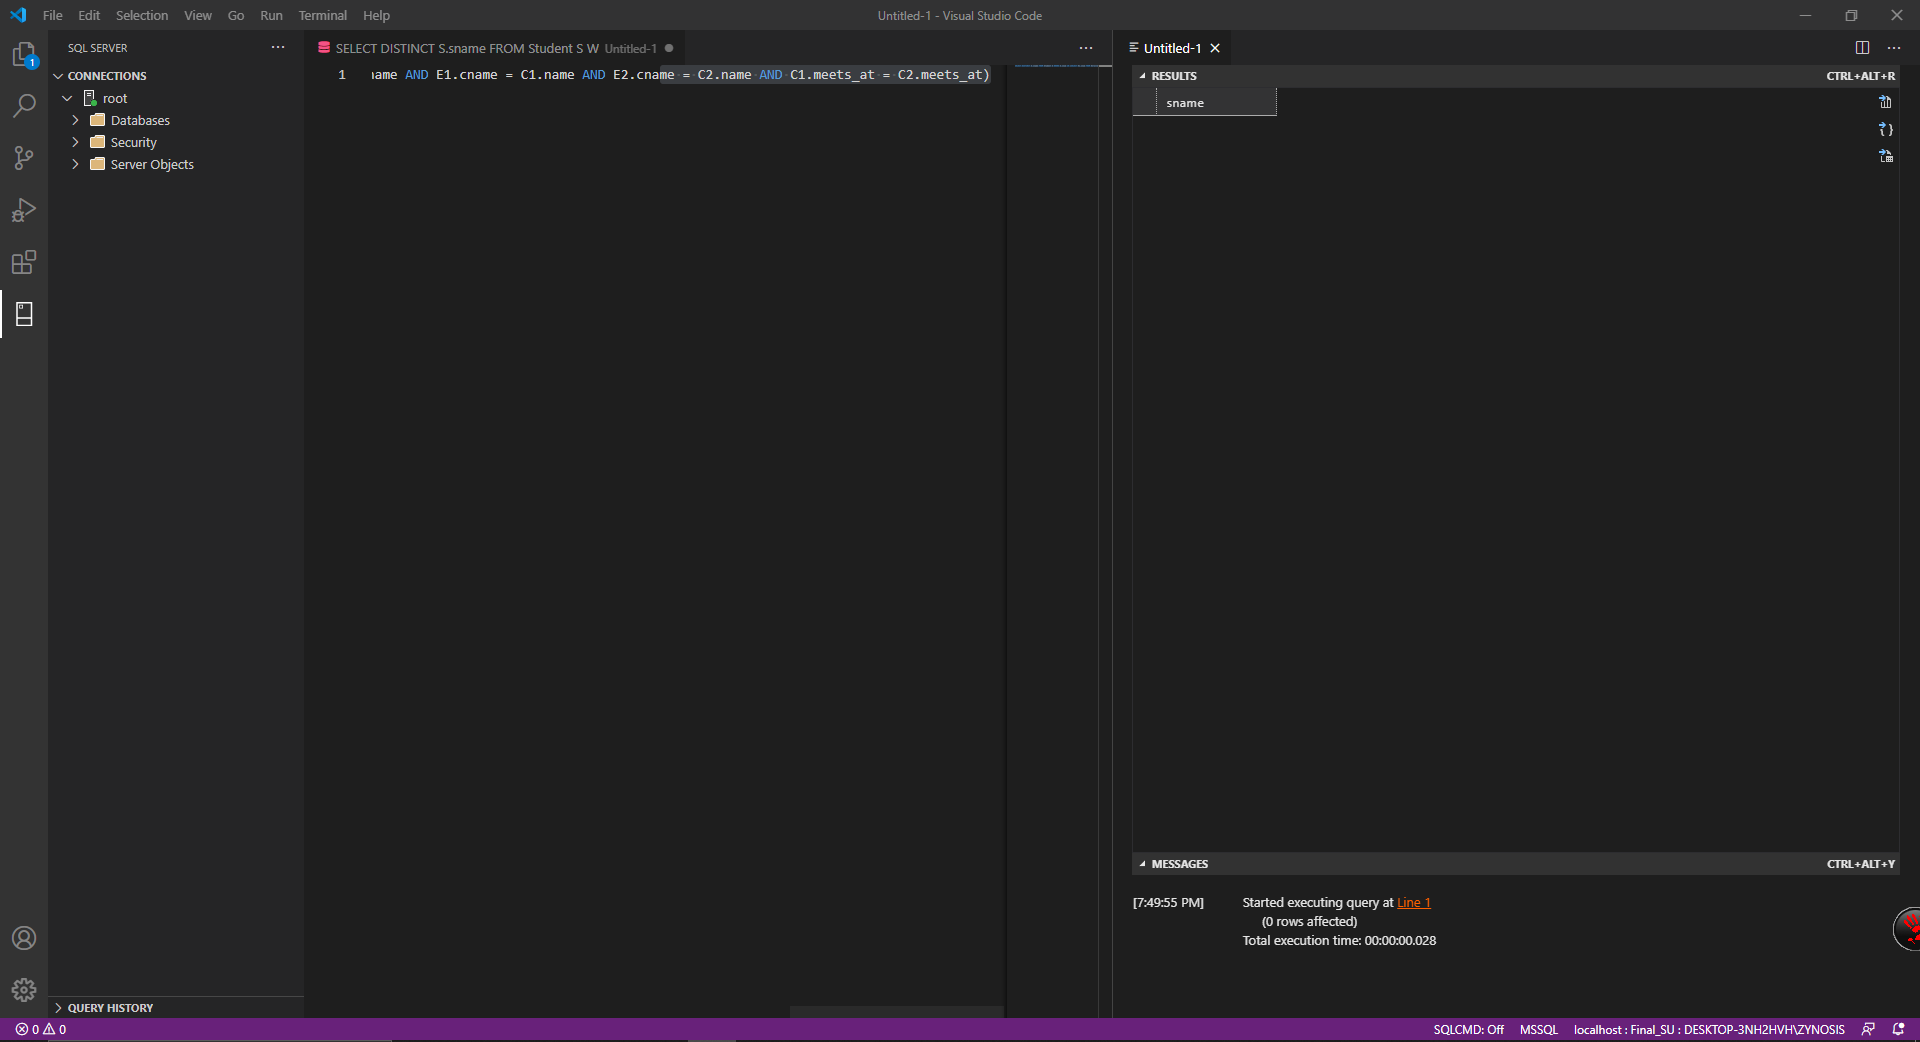 File Edit Selection View Go Run Terminal Help
Untitled-1 - Visual Studio Code
1
SQL SERVER
CONNECTIONS
root
Databases
Security
Server Objects
QUERY HISTORY
SELECT DISTINCT S.sname FROM Student S W Untitled-1
1 name AND E1.cname = C1.name AND E2.cname = C2.name AND C1.meets_at = C2.meets_at)
Untitled-1
RESULTS CTRL+ALT+R
sname
MESSAGES CTRL+ALT+Y
[7:49:55 PM] Started executing query at Line 1
(0 rows affected)
Total execution time: 00:00:00.028
0 0
SQLCMD: Off MSSQL localhost : Final_SU : DESKTOP-3NH2HVH\ZYNOSIS